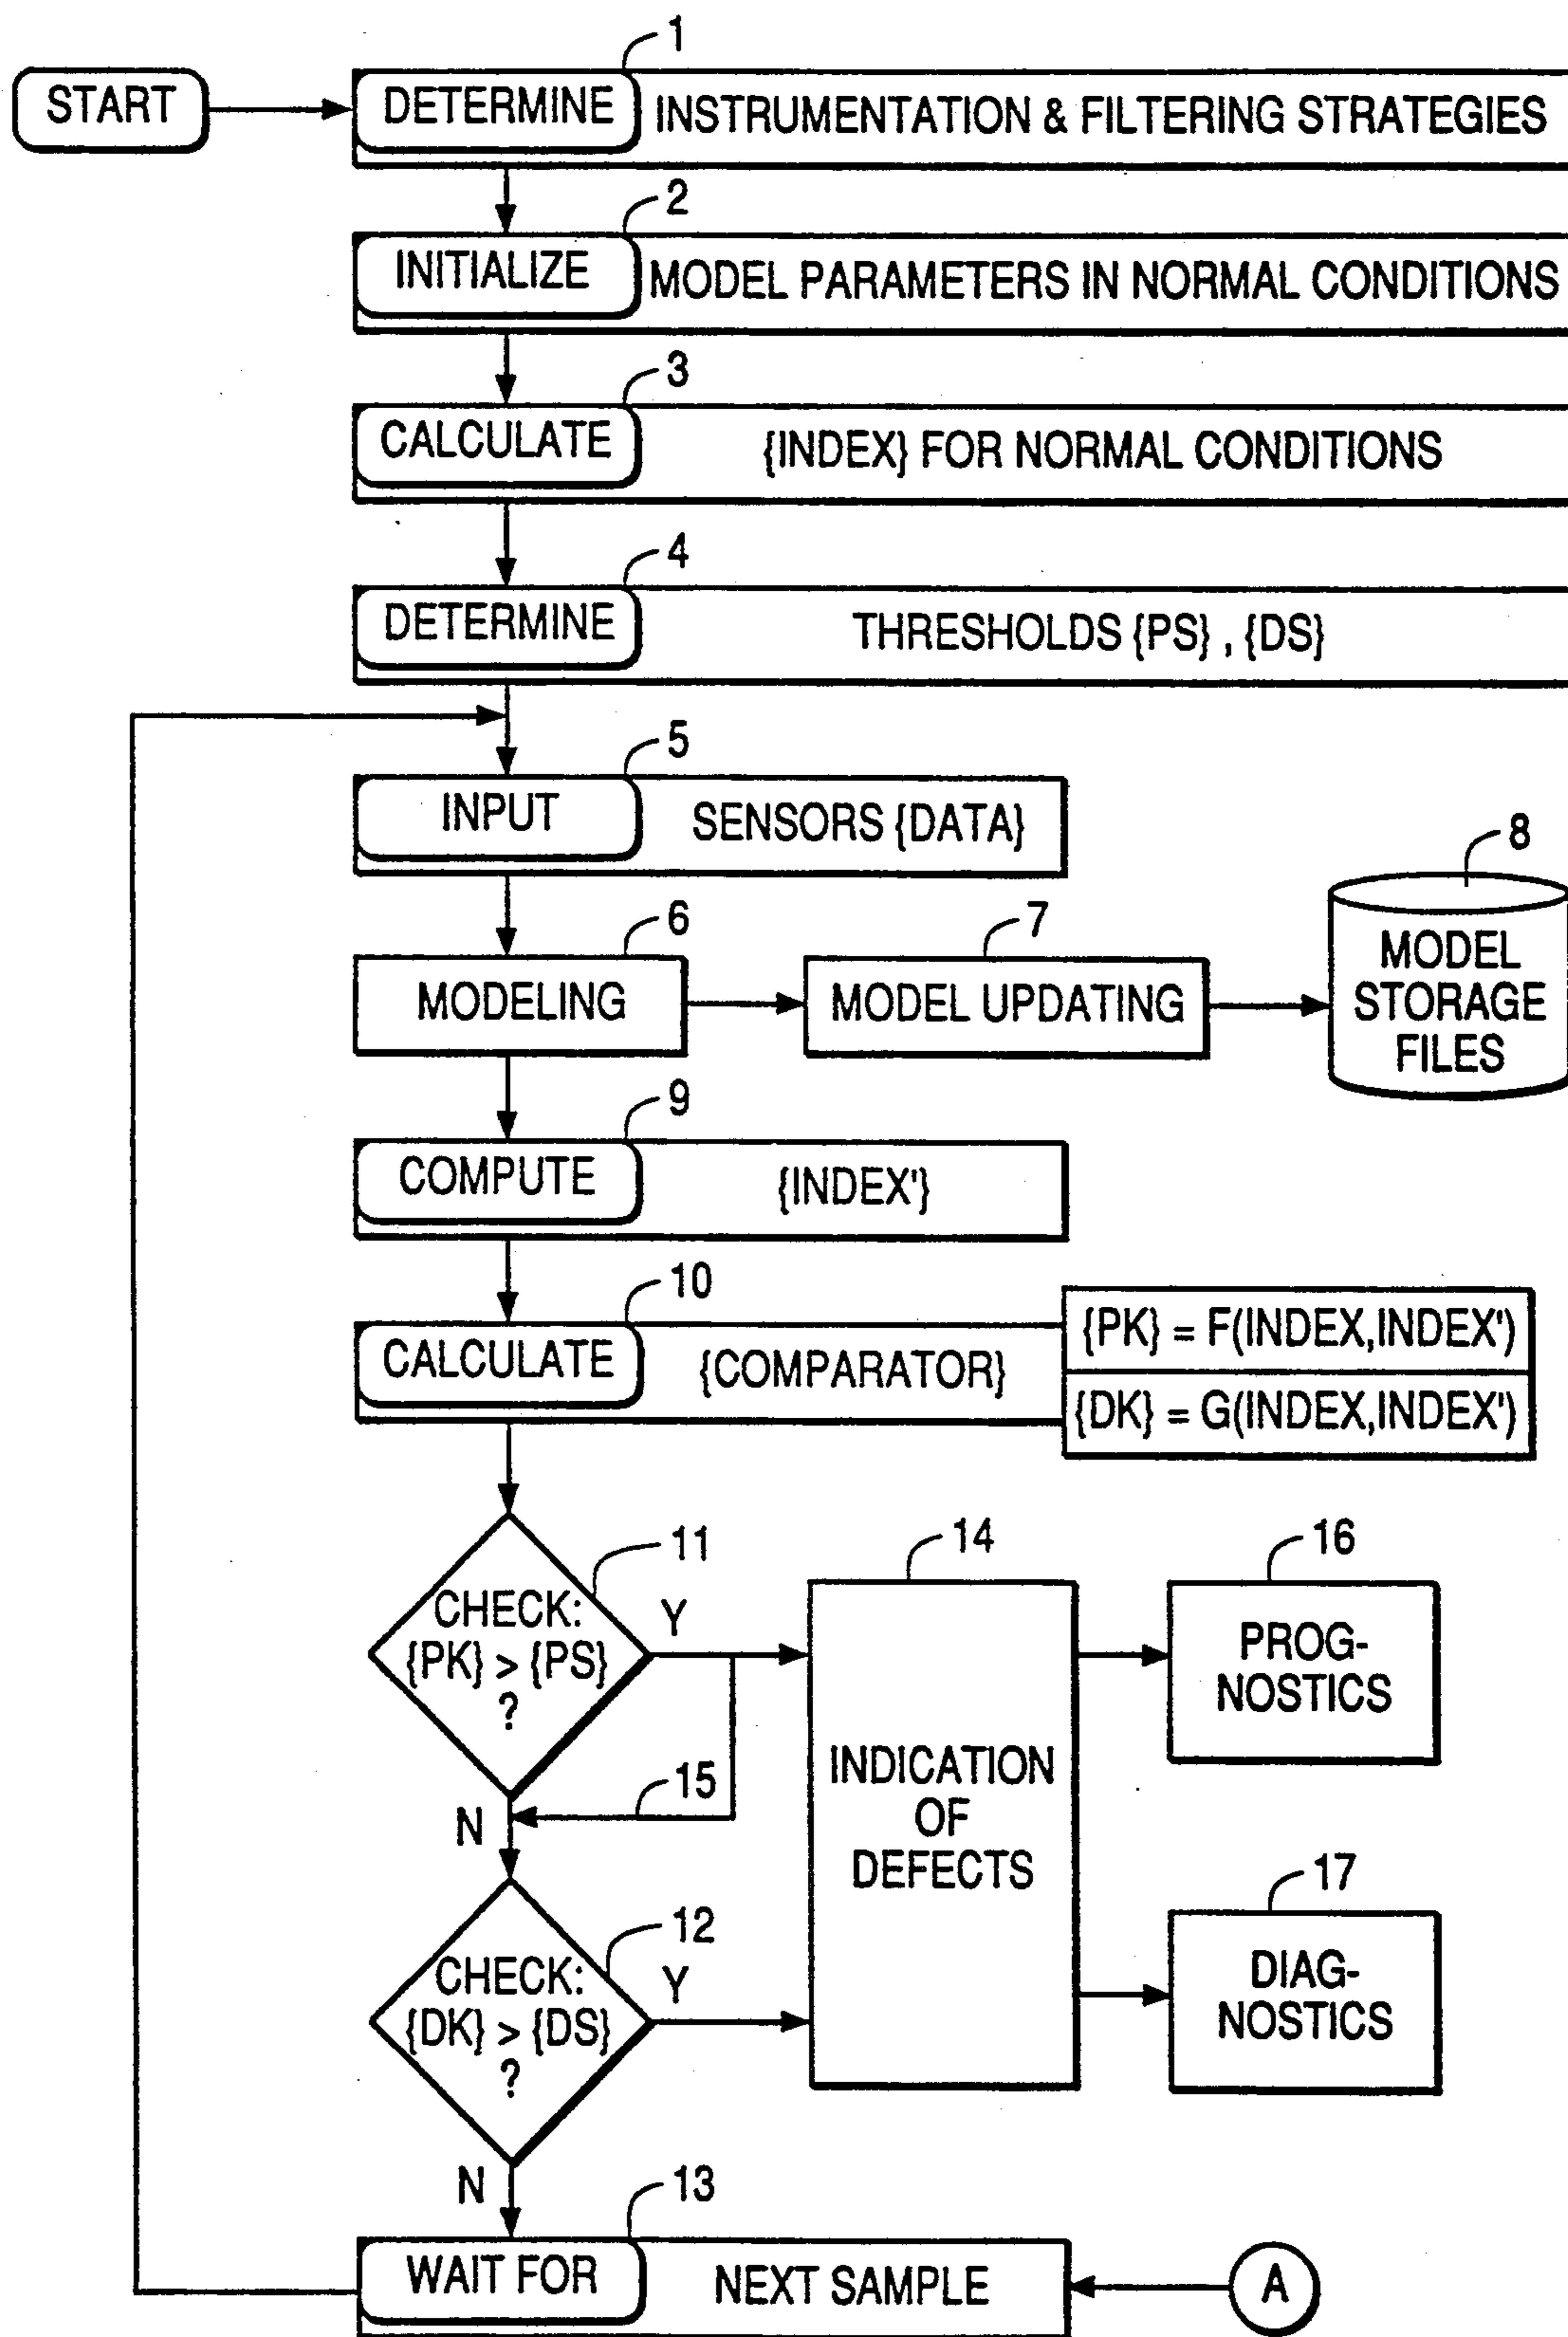 1
START
DETERMINE
INSTRUMENTATION & FILTERING STRATEGIES
2
INITIALIZE
MODEL PARAMETERS IN NORMAL CONDITIONS
3
CALCULATE
{INDEX} FOR NORMAL CONDITIONS
4
DETERMINE
THRESHOLDS {PS} , {DS}
5
INPUT
SENSORS {DATA}
6
MODELING
7
MODEL UPDATING
8
MODEL
STORAGE
FILES
9
COMPUTE
{INDEX'}
10
CALCULATE
{COMPARATOR}
{PK} = F(INDEX,INDEX')
{DK} = G(INDEX,INDEX')
11
CHECK:
{PK} > {PS}
?
Y
N
15
14
INDICATION
OF
DEFECTS
16
PROG-
NOSTICS
12
CHECK:
{DK} > {DS}
?
Y
N
17
DIAG-
NOSTICS
13
WAIT FOR
NEXT SAMPLE
A